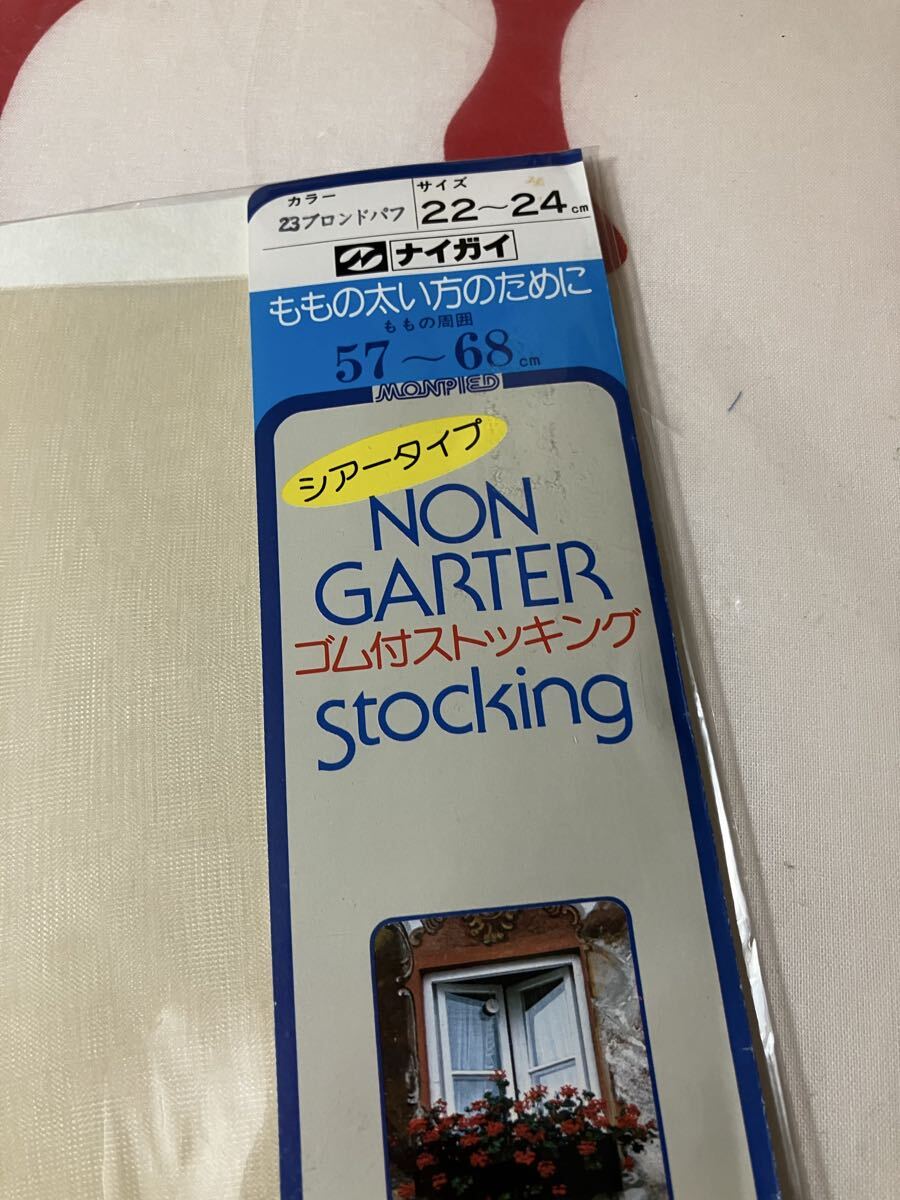 カラー
23ブロンドパフ
サイズ
22〜24cm
ナイガイ
ももの太い方のために
ももの周囲
57〜68cm
MONPIED
シアータイプ
NON
GARTER
ゴム付ストッキング
Stocking